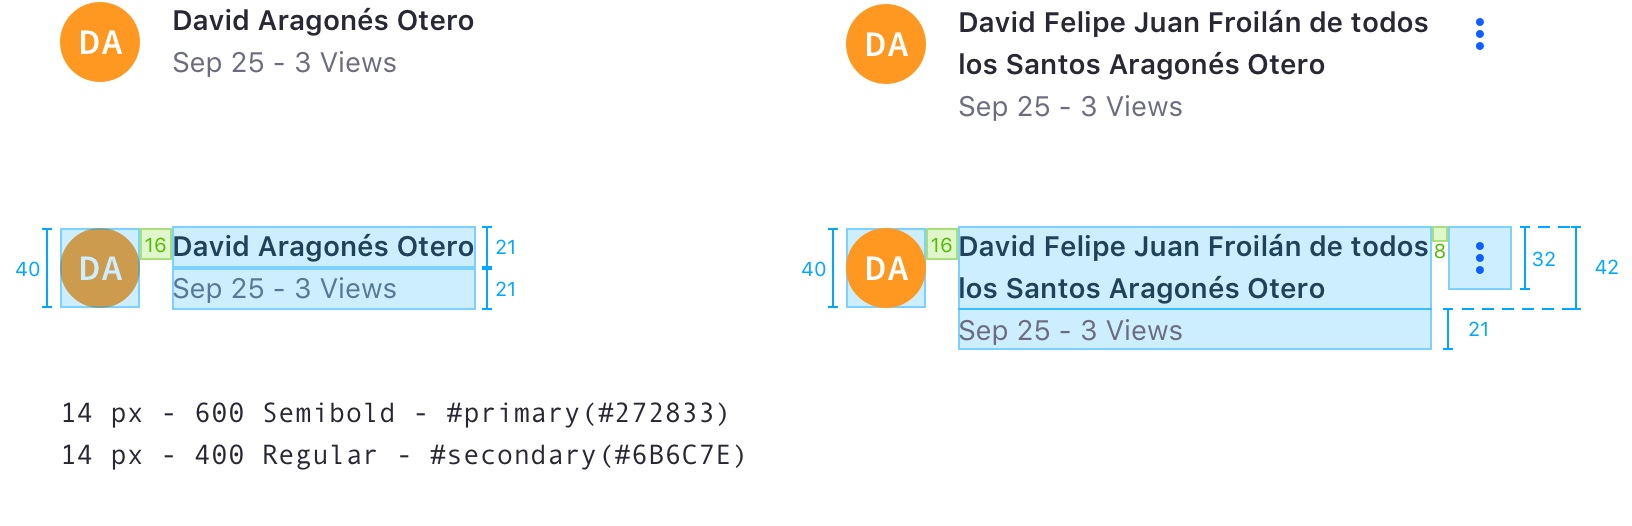 DA
David Aragonés Otero
Sep 25 - 3 Views
DA
David Felipe Juan Froilán de todos
los Santos Aragonés Otero
Sep 25 - 3 Views
40
DA
16
David Aragonés Otero
Sep 25 - 3 Views
21
21
40
DA
16
David Felipe Juan Froilán de todos
los Santos Aragonés Otero
Sep 25 - 3 Views
8
32
42
21
14 px - 600 Semibold - #primary(#272833)
14 px - 400 Regular - #secondary(#6B6C7E)